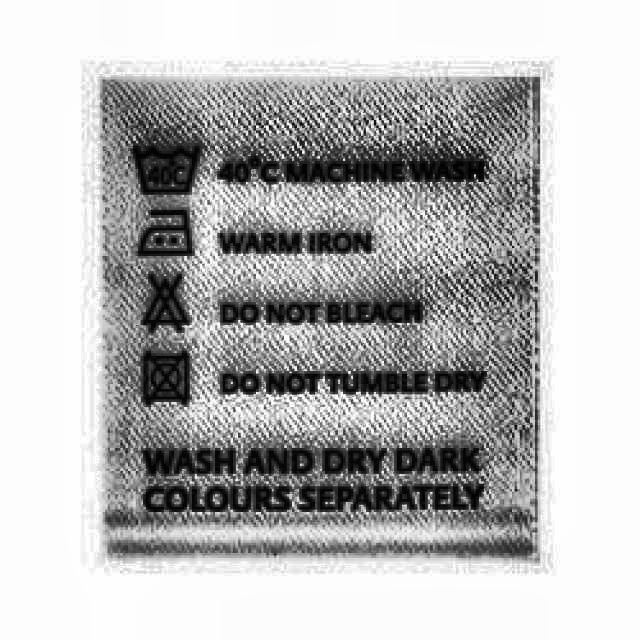 40C 40°C MACHINE WASH
WARM IRON
DO NOT BLEACH
DO NOT TUMBLE DRY
WASH AND DRY DARK
COLOURS SEPARATELY